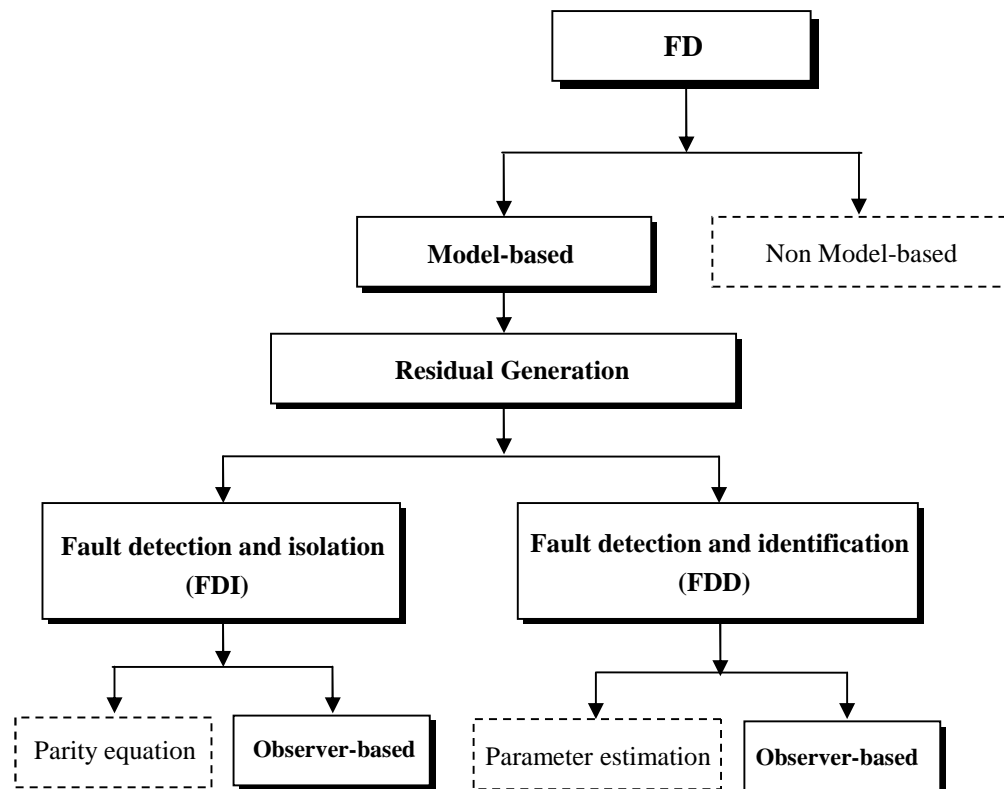 FD
Model-based
Non Model-based
Residual Generation
Fault detection and isolation
(FDI)
Fault detection and identification
(FDD)
Parity equation
Observer-based
Parameter estimation
Observer-based